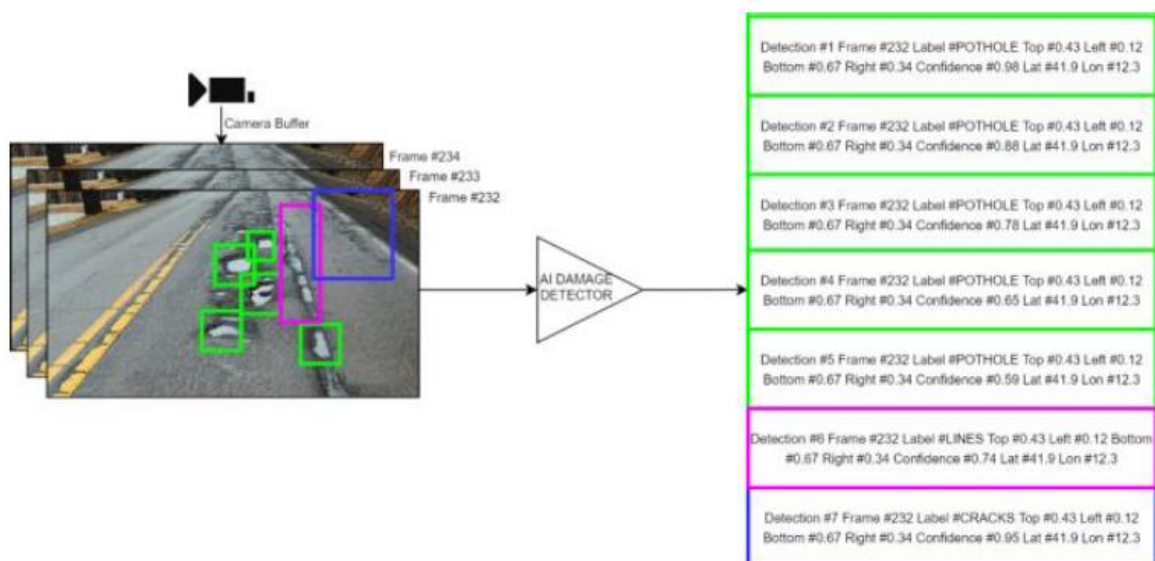 Camera Buffer
Frame #234
Frame #233
Frame #232
AI DAMAGE
DETECTOR
Detection #1 Frame #232 Label #POTHOLE Top #0.43 Left #0.12
Bottom #0.67 Right #0.34 Confidence #0.98 Lat #41.9 Lon #12.3
Detection #2 Frame #232 Label #POTHOLE Top #0.43 Left #0.12
Bottom #0.67 Right #0.34 Confidence #0.88 Lat #41.9 Lon #12.3
Detection #3 Frame #232 Label #POTHOLE Top #0.43 Left #0.12
Bottom #0.67 Right #0.34 Confidence #0.78 Lat #41.9 Lon #12.3
Detection #4 Frame #232 Label #POTHOLE Top #0.43 Left #0.12
Bottom #0.67 Right #0.34 Confidence #0.65 Lat #41.9 Lon #12.3
Detection #5 Frame #232 Label #POTHOLE Top #0.43 Left #0.12
Bottom #0.67 Right #0.34 Confidence #0.59 Lat #41.9 Lon #12.3
Detection #6 Frame #232 Label #LINES Top #0.43 Left #0.12 Bottom
#0.67 Right #0.34 Confidence #0.74 Lat #41.9 Lon #12.3
Detection #7 Frame #232 Label #CRACKS Top #0.43 Left #0.12
Bottom #0.67 Right #0.34 Confidence #0.95 Lat #41.9 Lon #12.3